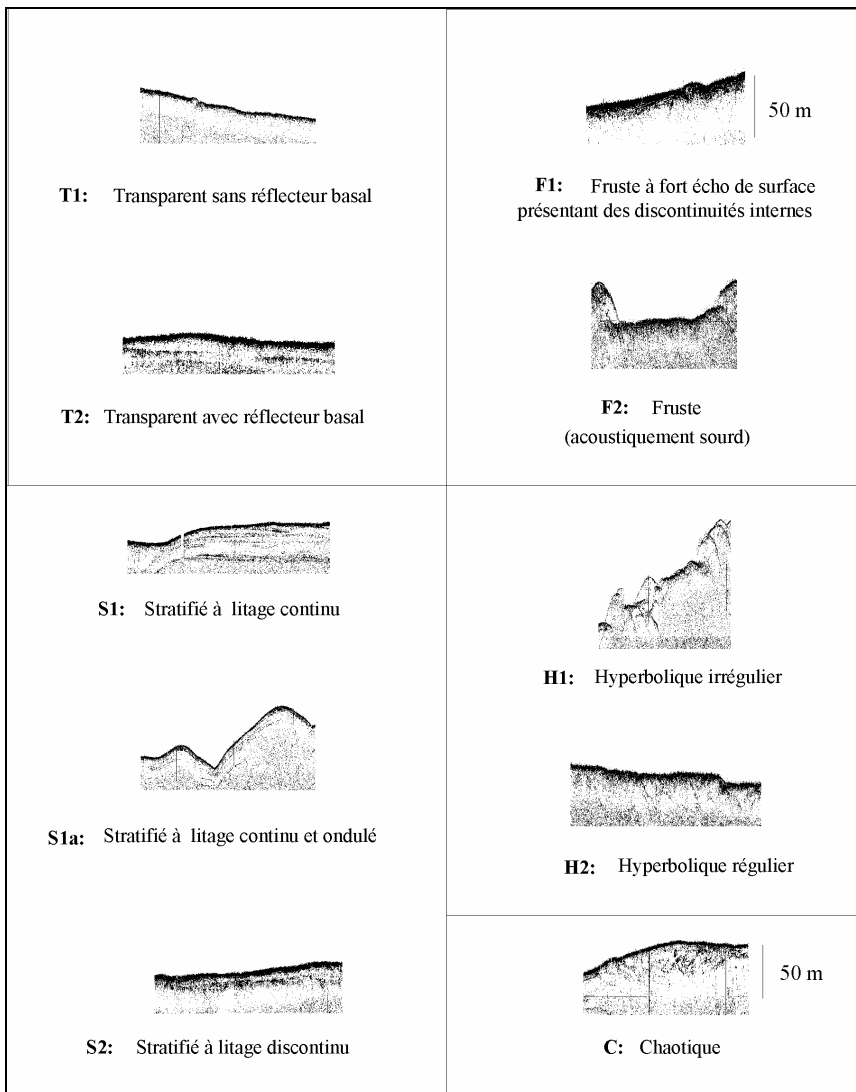 T1: Transparent sans réflecteur basal
T2: Transparent avec réflecteur basal
50 m
F1: Fruste à fort écho de surface
présentant des discontinuités internes
F2: Fruste
(acoustiquement sourd)
S1: Stratifié à litage continu
S1a: Stratifié à litage continu et ondulé
S2: Stratifié à litage discontinu
H1: Hyperbolique irrégulier
H2: Hyperbolique régulier
50 m
C: Chaotique